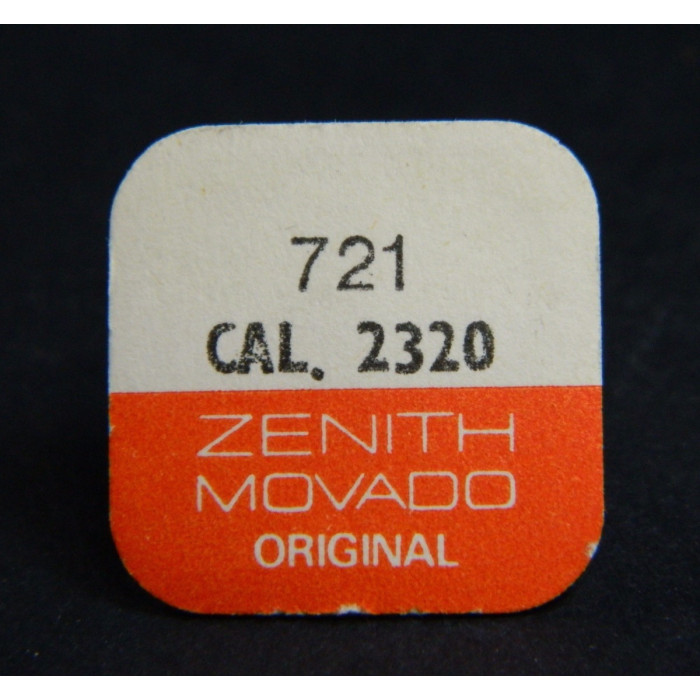 721
CAL. 2320
ZENITH
MOVADO
ORIGINAL